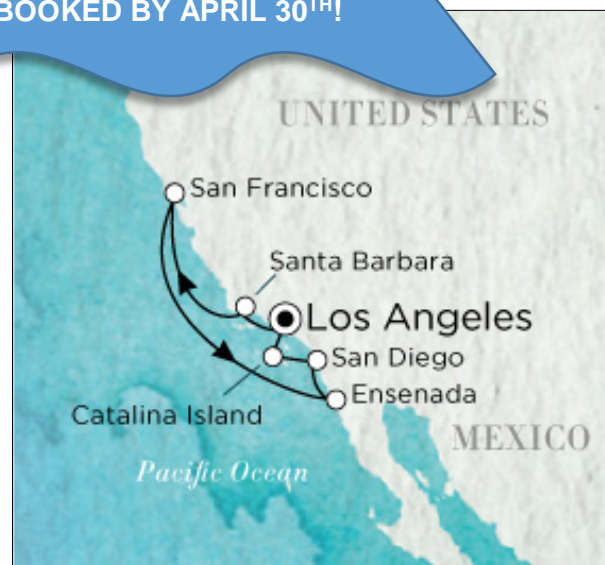 BOOKED BY APRIL 30TH!
UNITED STATES
San Francisco
Santa Barbara
Los Angeles
San Diego
Ensenada
Catalina Island
MEXICO
Pacific Ocean